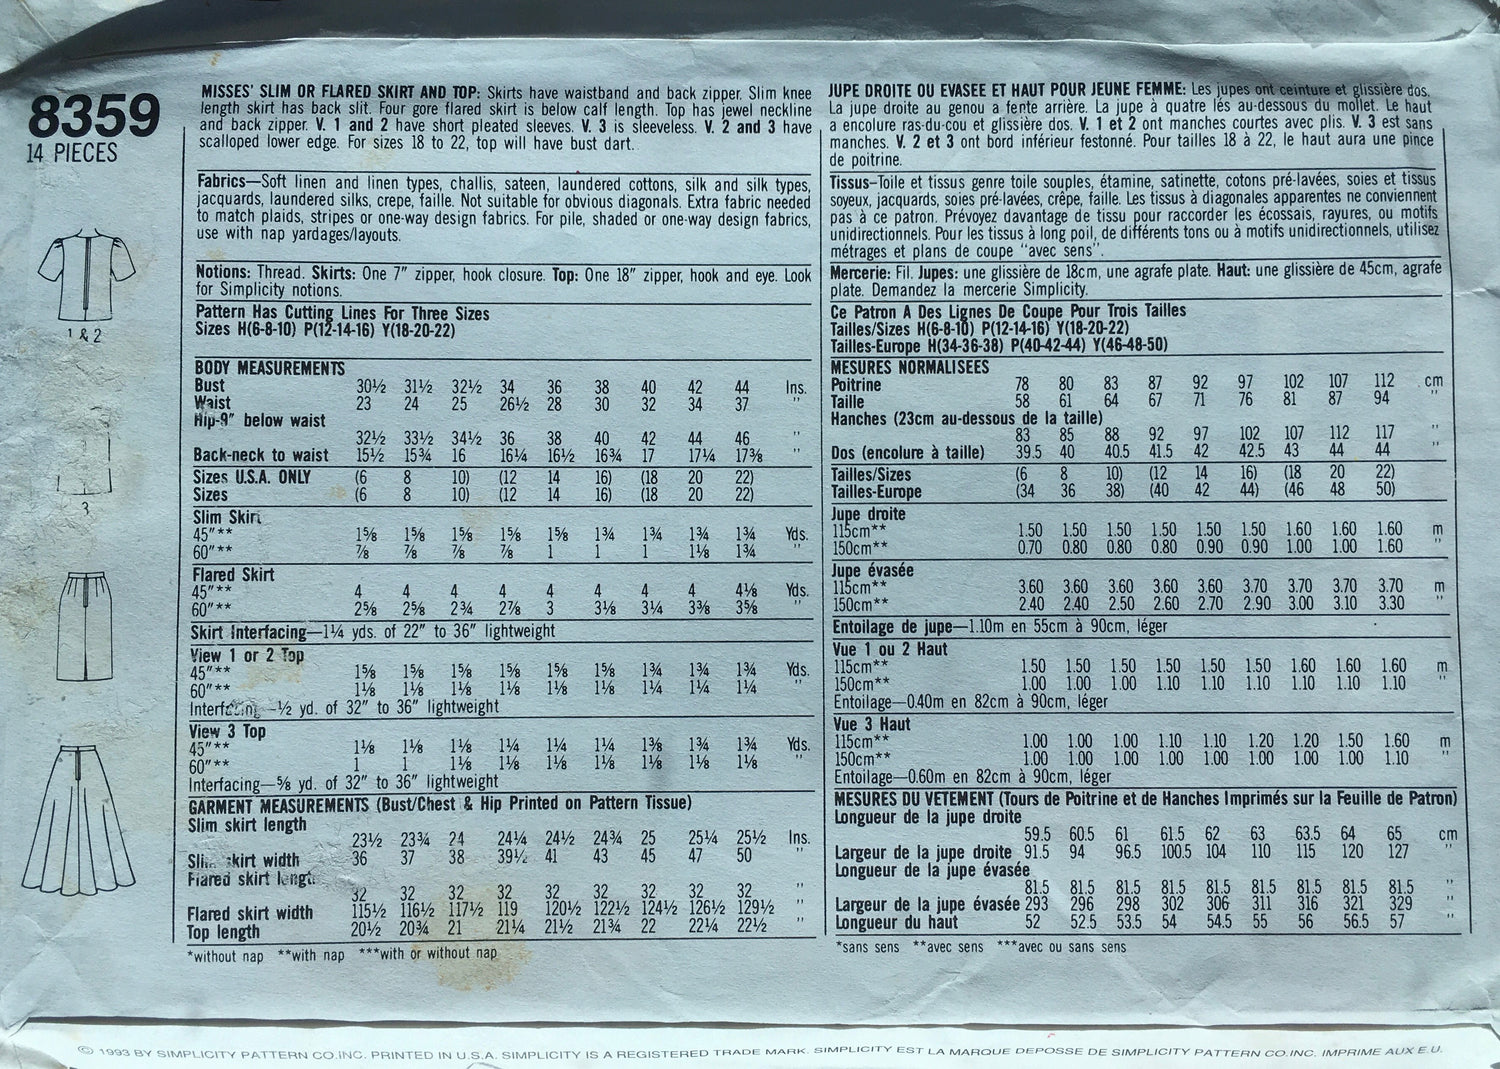 8359
14 PIECES
1 & 2
3
MISSES' SLIM OR FLARED SKIRT AND TOP: Skirts have waistband and back zipper. Slim knee
length skirt has back slit. Four gore flared skirt is below calf length. Top has jewel neckline
and back zipper. V. 1 and 2 have short pleated sleeves. V. 3 is sleeveless. V. 2 and 3 have
scalloped lower edge. For sizes 18 to 22, top will have bust dart.
Fabrics—Soft linen and linen types, challis, sateen, laundered cottons, silk and silk types,
jacquards, laundered silks, crepe, faille. Not suitable for obvious diagonals. Extra fabric needed
to match plaids, stripes or one-way design fabrics. For pile, shaded or one-way design fabrics,
use with nap yardages/layouts.
Notions: Thread. Skirts: One 7" zipper, hook closure. Top: One 18" zipper, hook and eye. Look
for Simplicity notions.
Pattern Has Cutting Lines For Three Sizes
Sizes H(6-8-10) P(12-14-16) Y(18-20-22)
BODY MEASUREMENTS
Bust 30½ 31½ 32½ 34 36 38 40 42 44 Ins.
Waist 23 24 25 26½ 28 30 32 34 37 "
Hip-9" below waist
32½ 33½ 34½ 36 38 40 42 44 46 "
Back-neck to waist 15½ 15¾ 16 16¼ 16½ 16¾ 17 17¼ 17⅜ "
Sizes U.S.A. ONLY (6 8 10) (12 14 16) (18 20 22)
Sizes (6 8 10) (12 14 16) (18 20 22)
Slim Skirt
45"** 1⅝ 1⅝ 1⅝ 1⅝ 1⅝ 1¾ 1¾ 1¾ 1¾ Yds.
60"** ⅞ ⅞ ⅞ ⅞ 1 1 1 1⅛ 1¾ "
Flared Skirt
45"** 4 4 4 4 4 4 4 4 4⅛ Yds.
60"** 2⅝ 2⅝ 2¾ 2⅞ 3 3⅛ 3¼ 3⅜ 3⅝ "
Skirt Interfacing—1¼ yds. of 22" to 36" lightweight
View 1 or 2 Top
45"** 1⅝ 1⅝ 1⅝ 1⅝ 1⅝ 1⅝ 1¾ 1¾ 1¾ Yds.
60"** 1⅛ 1⅛ 1⅛ 1⅛ 1⅛ 1⅛ 1¼ 1¼ 1¼ "
Interfacing—½ yd. of 32" to 36" lightweight
View 3 Top
45"** 1⅛ 1⅛ 1⅛ 1¼ 1¼ 1¼ 1⅜ 1¾ 1¾ Yds.
60"** 1 1 1⅛ 1⅛ 1⅛ 1⅛ 1⅛ 1⅛ 1⅛ "
Interfacing—⅝ yd. of 32" to 36" lightweight
GARMENT MEASUREMENTS (Bust/Chest & Hip Printed on Pattern Tissue)
Slim skirt length
23½ 23¾ 24 24¼ 24½ 24¾ 25 25¼ 25½ Ins.
Slim skirt width 36 37 38 39½ 41 43 45 47 50 "
Flared skirt length
32 32 32 32 32 32 32 32 32 "
Flared skirt width 115½ 116½ 117½ 119 120½ 122½ 124½ 126½ 129½ "
Top length 20½ 20¾ 21 21¼ 21½ 21¾ 22 22¼ 22½ "
*without nap **with nap ***with or without nap
JUPE DROITE OU EVASEE ET HAUT POUR JEUNE FEMME: Les jupes ont ceinture et glissière dos.
La jupe droite au genou a fente arrière. La jupe à quatre lés au-dessous du mollet. Le haut
a encolure ras-du-cou et glissière dos. V. 1 et 2 ont manches courtes avec plis. V. 3 est sans
manches. V. 2 et 3 ont bord inférieur festonné. Pour tailles 18 à 22, le haut aura une pince
de poitrine.
Tissus—Toile et tissus genre toile souples, étamine, satinette, cotons pré-lavées, soies et tissus
soyeux, jacquards, soies pré-lavées, crêpe, faille. Les tissus à diagonales apparentes ne conviennent
pas à ce patron. Prévoyez davantage de tissu pour raccorder les écossais, rayures, ou motifs
unidirectionnels. Pour les tissus à long poil, de différents tons ou à motifs unidirectionnels, utilisez
métrages et plans de coupe "avec sens".
Mercerie: Fil. Jupes: une glissière de 18cm, une agrafe plate. Haut: une glissière de 45cm, agrafe
plate. Demandez la mercerie Simplicity.
Ce Patron A Des Lignes De Coupe Pour Trois Tailles
Tailles/Sizes H(6-8-10) P(12-14-16) Y(18-20-22)
Tailles-Europe H(34-36-38) P(40-42-44) Y(46-48-50)
MESURES NORMALISEES
Poitrine 78 80 83 87 92 97 102 107 112 cm
Taille 58 61 64 67 71 76 81 87 94 "
Hanches (23cm au-dessous de la taille)
83 85 88 92 97 102 107 112 117 "
Dos (encolure à taille) 39.5 40 40.5 41.5 42 42.5 43 44 44 "
Tailles/Sizes (6 8 10) (12 14 16) (18 20 22)
Tailles-Europe (34 36 38) (40 42 44) (46 48 50)
Jupe droite
115cm** 1.50 1.50 1.50 1.50 1.50 1.50 1.60 1.60 1.60 m
150cm** 0.70 0.80 0.80 0.80 0.90 0.90 1.00 1.00 1.60 "
Jupe évasée
115cm** 3.60 3.60 3.60 3.60 3.60 3.70 3.70 3.70 3.70 m
150cm** 2.40 2.40 2.50 2.60 2.70 2.90 3.00 3.10 3.30 "
Entoilage de jupe—1.10m en 55cm à 90cm, léger
Vue 1 ou 2 Haut
115cm** 1.50 1.50 1.50 1.50 1.50 1.50 1.60 1.60 1.60 m
150cm** 1.00 1.00 1.00 1.10 1.10 1.10 1.10 1.10 1.10 "
Entoilage—0.40m en 82cm à 90cm, léger
Vue 3 Haut
115cm** 1.00 1.00 1.00 1.10 1.10 1.20 1.20 1.50 1.60 m
150cm** 1.00 1.00 1.00 1.00 1.00 1.00 1.00 1.00 1.10 "
Entoilage—0.60m en 82cm à 90cm, léger
MESURES DU VETEMENT (Tours de Poitrine et de Hanches Imprimés sur la Feuille de Patron)
Longueur de la jupe droite
59.5 60.5 61 61.5 62 63 63.5 64 65 cm
Largeur de la jupe droite 91.5 94 96.5 100.5 104 110 115 120 127 "
Longueur de la jupe évasée
81.5 81.5 81.5 81.5 81.5 81.5 81.5 81.5 81.5 "
Largeur de la jupe évasée 293 296 298 302 306 311 316 321 329 "
Longueur du haut 52 52.5 53.5 54 54.5 55 56 56.5 57 "
*sans sens **avec sens ***avec ou sans sens
© 1993 BY SIMPLICITY PATTERN CO.INC. PRINTED IN U.S.A. SIMPLICITY IS A REGISTERED TRADE MARK. SIMPLICITY EST LA MARQUE DEPOSSE DE SIMPLICITY PATTERN CO.INC. IMPRIME AUX E.U.